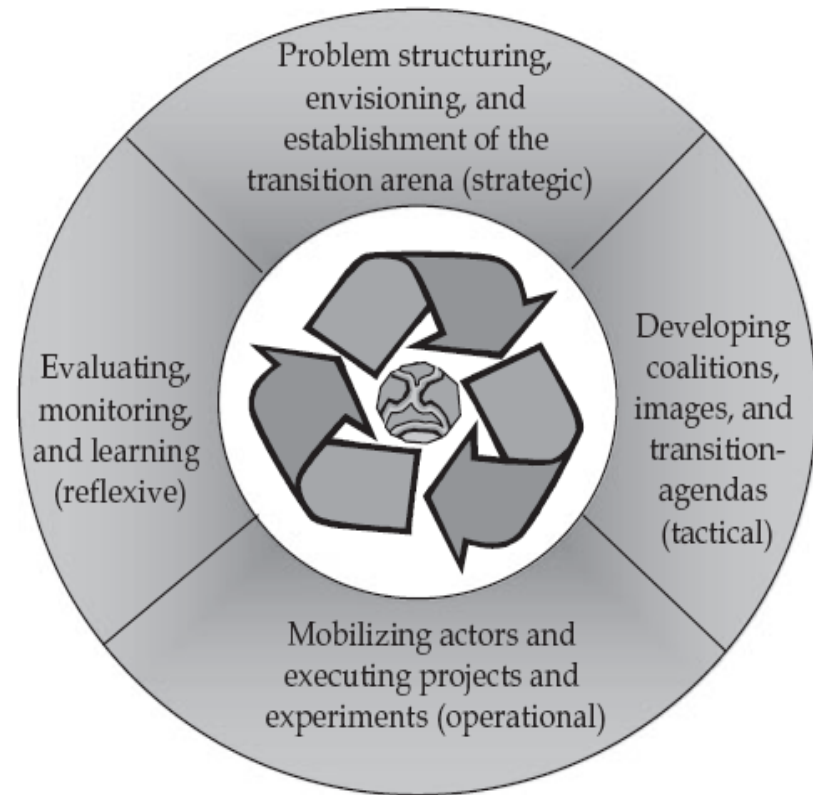 Problem structuring,
envisioning, and
establishment of the
transition arena (strategic)
Developing
coalitions,
images, and
transition-
agendas
(tactical)
Mobilizing actors and
executing projects and
experiments (operational)
Evaluating,
monitoring,
and learning
(reflexive)